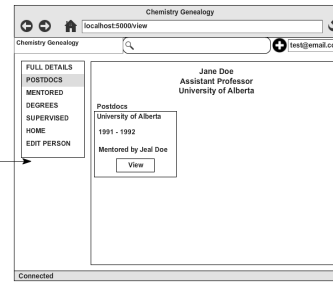 Chemistry Genealogy
localhost:5000/view
Chemistry Genealogy
test@email.co
FULL DETAILS
POSTDOCS
MENTORED
DEGREES
SUPERVISED
HOME
EDIT PERSON
Jane Doe
Assistant Professor
University of Alberta
Postdocs
University of Alberta
1991 - 1992
Mentored by Jeal Doe
View
Connected